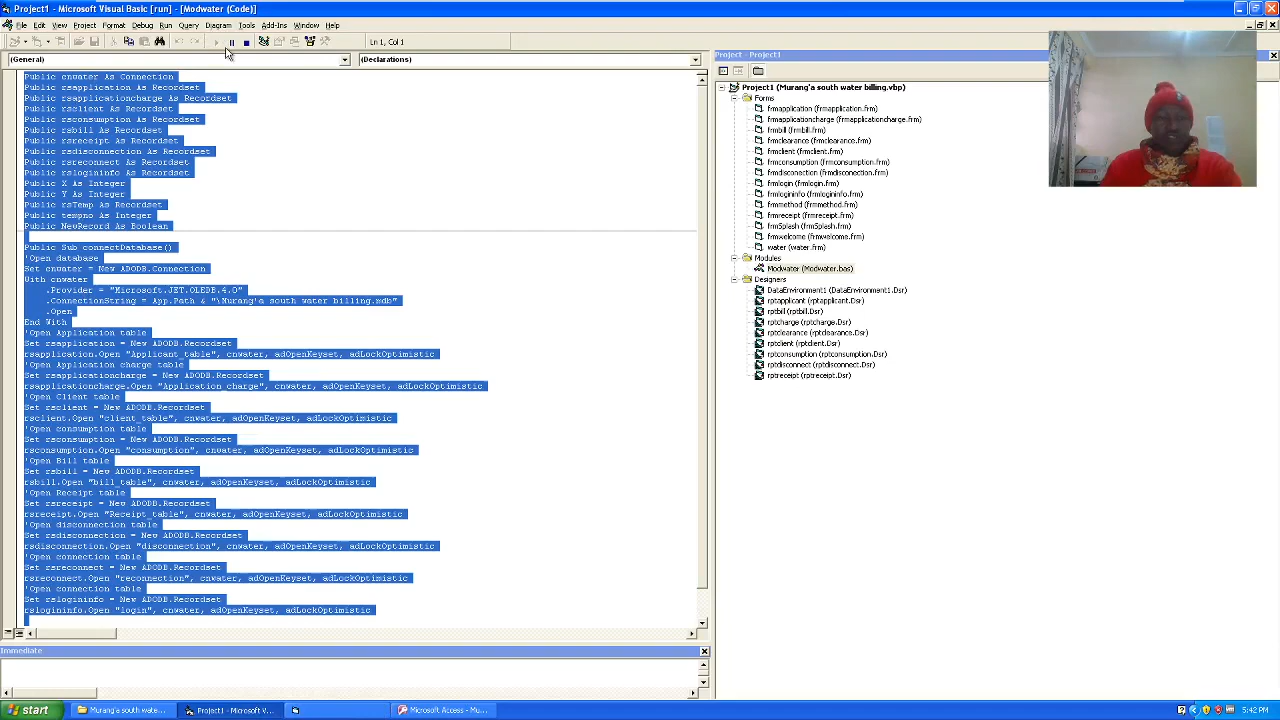 Project1 - Microsoft Visual Basic [run] - [Modwater (Code)]
File Edit View Project Format Debug Run Query Diagram Tools Add-Ins Window Help
Ln 1, Col 1
(General)
(Declarations)
Public cnwater As Connection
Public rsapplication As Recordset
Public rsapplicationcharge As Recordset
Public rsclient As Recordset
Public rsconsumption As Recordset
Public rsbill As Recordset
Public rsreceipt As Recordset
Public rsdisconnection As Recordset
Public rsreconnect As Recordset
Public rslogininfo As Recordset
Public X As Integer
Public Y As Integer
Public rsTemp As Recordset
Public tempno As Integer
Public NewRecord As Boolean
Public Sub connectDatabase()
'Open database
Set cnwater = New ADODB.Connection
With cnwater
.Provider = "Microsoft.JET.OLEDB.4.0"
.ConnectionString = App.Path & "\Murang'a south water billing.mdb"
.Open
End With
'Open Application table
Set rsapplication = New ADODB.Recordset
rsapplication.Open "Applicant_table", cnwater, adOpenKeyset, adLockOptimistic
'Open Application charge table
Set rsapplicationcharge = New ADODB.Recordset
rsapplicationcharge.Open "Application_charge", cnwater, adOpenKeyset, adLockOptimistic
'Open Client table
Set rsclient = New ADODB.Recordset
rsclient.Open "client_table", cnwater, adOpenKeyset, adLockOptimistic
'Open consumption table
Set rsconsumption = New ADODB.Recordset
rsconsumption.Open "consumption", cnwater, adOpenKeyset, adLockOptimistic
'Open Bill table
Set rsbill = New ADODB.Recordset
rsbill.Open "bill_table", cnwater, adOpenKeyset, adLockOptimistic
'Open Receipt table
Set rsreceipt = New ADODB.Recordset
rsreceipt.Open "Receipt_table", cnwater, adOpenKeyset, adLockOptimistic
'Open disconnection table
Set rsdisconnection = New ADODB.Recordset
rsdisconnection.Open "disconnection", cnwater, adOpenKeyset, adLockOptimistic
'Open connection table
Set rsreconnect = New ADODB.Recordset
rsreconnect.Open "reconnection", cnwater, adOpenKeyset, adLockOptimistic
'Open connection table
Set rslogininfo = New ADODB.Recordset
rslogininfo.Open "login", cnwater, adOpenKeyset, adLockOptimistic
Immediate
Project - Project1
Project1 (Murang'a south water billing.vbp)
Forms
frmapplication (frmapplication.frm)
frmapplicationcharge (frmapplicationcharge.frm)
frmbill (frmbill.frm)
frmclearance (frmclearance.frm)
frmclient (frmclient.frm)
frmconsumption (frmconsumption.frm)
frmdisconection (frmdisconection.frm)
frmlogin (frmlogin.frm)
frmlogininfo (frmlogininfo.frm)
frmmethod (frmmethod.frm)
frmreceipt (frmreceipt.frm)
frmSplash (frmSplash.frm)
frmwelcome (frmwelcome.frm)
water (water.frm)
Modules
Modwater (Modwater.bas)
Designers
DataEnvironment1 (DataEnvironment1.Dsr)
rptapplicant (rptapplicant.Dsr)
rptbill (rptbill.Dsr)
rptcharge (rptcharge.Dsr)
rptclearance (rptclearance.Dsr)
rptclient (rptclient.Dsr)
rptconsumption (rptconsumption.Dsr)
rptdisconnect (rptdisconnect.Dsr)
rptreceipt (rptreceipt.Dsr)
start
Murang'a south wate...
Project1 - Microsoft V...
Microsoft Access - Mu...
5:42 PM